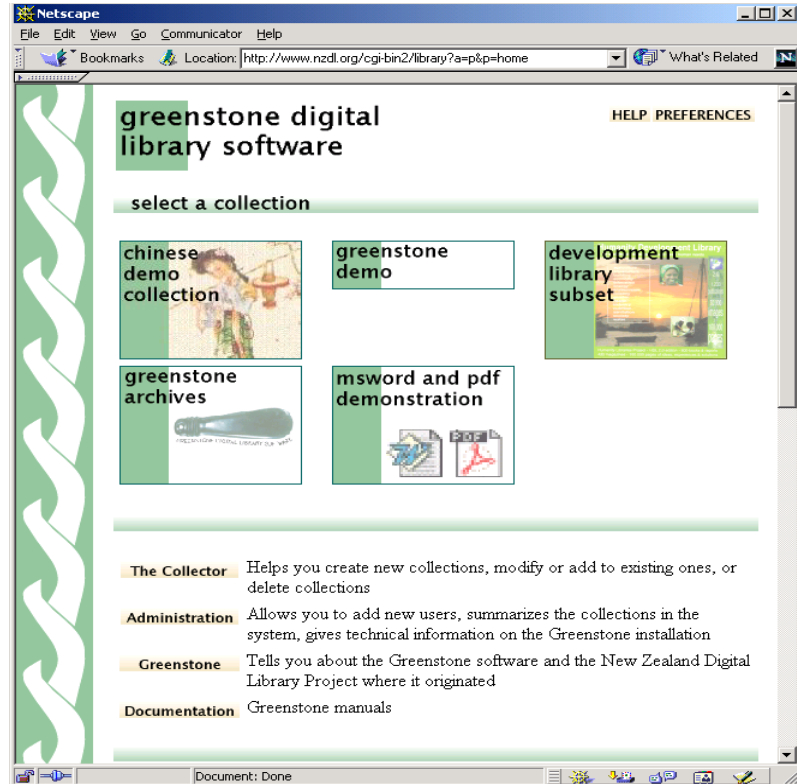 Netscape
File Edit View Go Communicator Help
Bookmarks Location: http://www.nzdl.org/cgi-bin2/library?a=p&p=home What's Related N
greenstone digital
library software
HELP PREFERENCES
select a collection
chinese
demo
collection
greenstone
demo
development
library
subset
greenstone
archives
msword and pdf
demonstration
PDF
The Collector Helps you create new collections, modify or add to existing ones, or
delete collections
Administration Allows you to add new users, summarizes the collections in the
system, gives technical information on the Greenstone installation
Greenstone Tells you about the Greenstone software and the New Zealand Digital
Library Project where it originated
Documentation Greenstone manuals
Document: Done